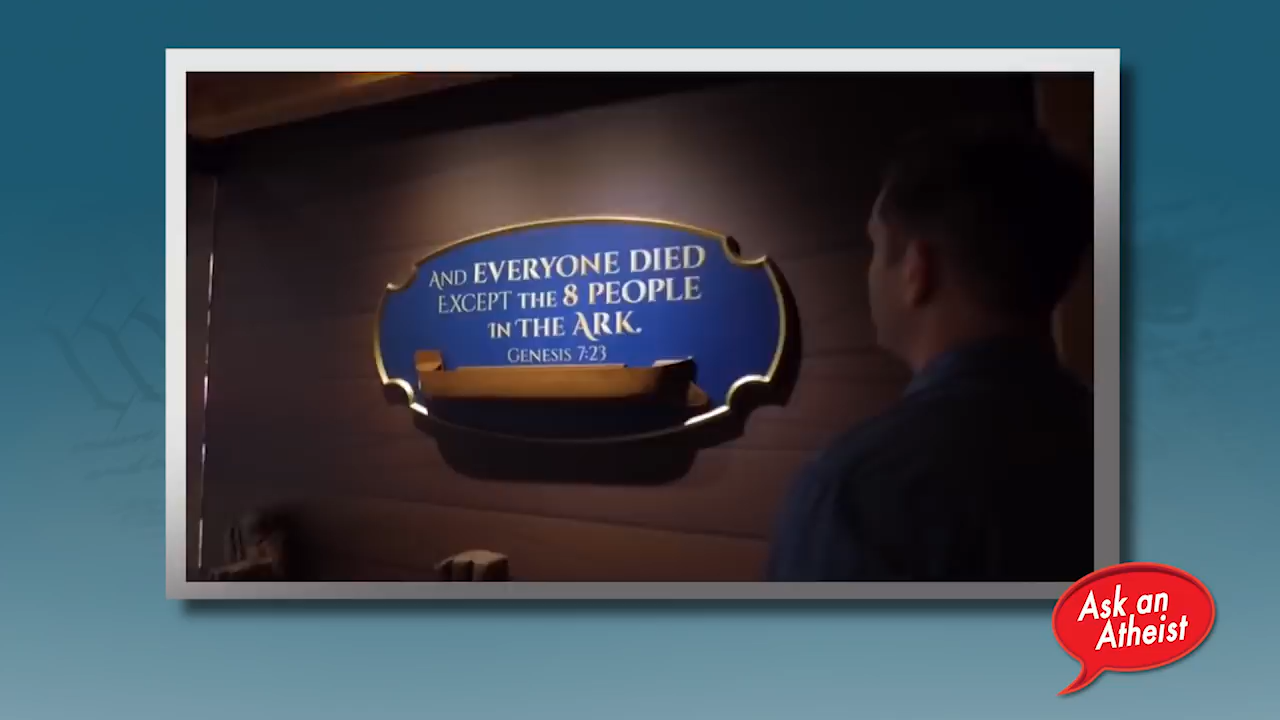 AND EVERYONE DIED
EXCEPT THE 8 PEOPLE
IN THE ARK.
GENESIS 7:23
Ask an
Atheist